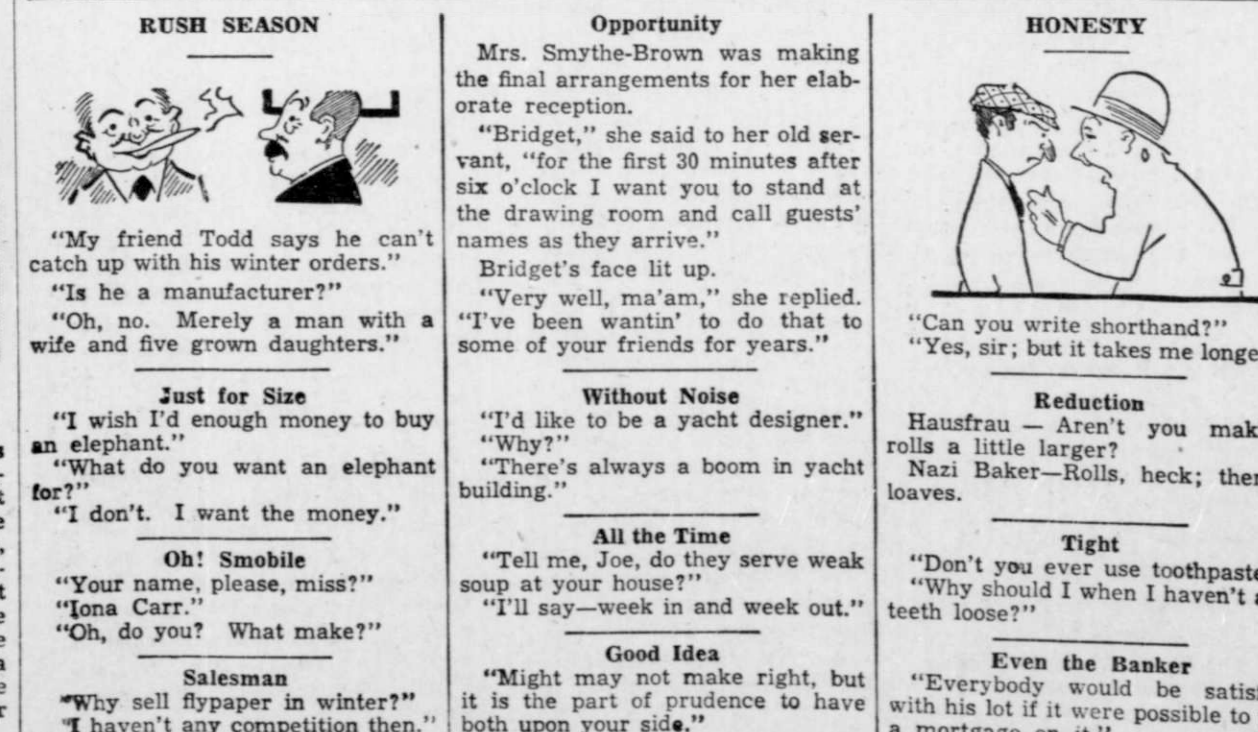 RUSH SEASON
"My friend Todd says he can't
catch up with his winter orders."
"Is he a manufacturer?"
"Oh, no. Merely a man with a
wife and five grown daughters."
Just for Size
"I wish I'd enough money to buy
an elephant."
"What do you want an elephant
for?"
"I don't. I want the money."
Oh! Smobile
"Your name, please, miss?"
"Iona Carr."
"Oh, do you? What make?"
Salesman
"Why sell flypaper in winter?"
"I haven't any competition then."
Opportunity
Mrs. Smythe-Brown was making
the final arrangements for her elab-
orate reception.
"Bridget," she said to her old ser-
vant, "for the first 30 minutes after
six o'clock I want you to stand at
the drawing room and call guests'
names as they arrive."
Bridget's face lit up.
"Very well, ma'am," she replied.
"I've been wantin' to do that to
some of your friends for years."
Without Noise
"I'd like to be a yacht designer."
"Why?"
"There's always a boom in yacht
building."
All the Time
"Tell me, Joe, do they serve weak
soup at your house?"
"I'll say—week in and week out."
Good Idea
"Might may not make right, but
it is the part of prudence to have
both upon your side."
HONESTY
"Can you write shorthand?"
"Yes, sir; but it takes me longe
Reduction
Hausfrau — Aren't you mak
rolls a little larger?
Nazi Baker—Rolls, heck; the
loaves.
Tight
"Don't you ever use toothpaste
"Why should I when I haven't a
teeth loose?"
Even the Banker
"Everybody would be satis
with his lot if it were possible to
a mortgage on it."